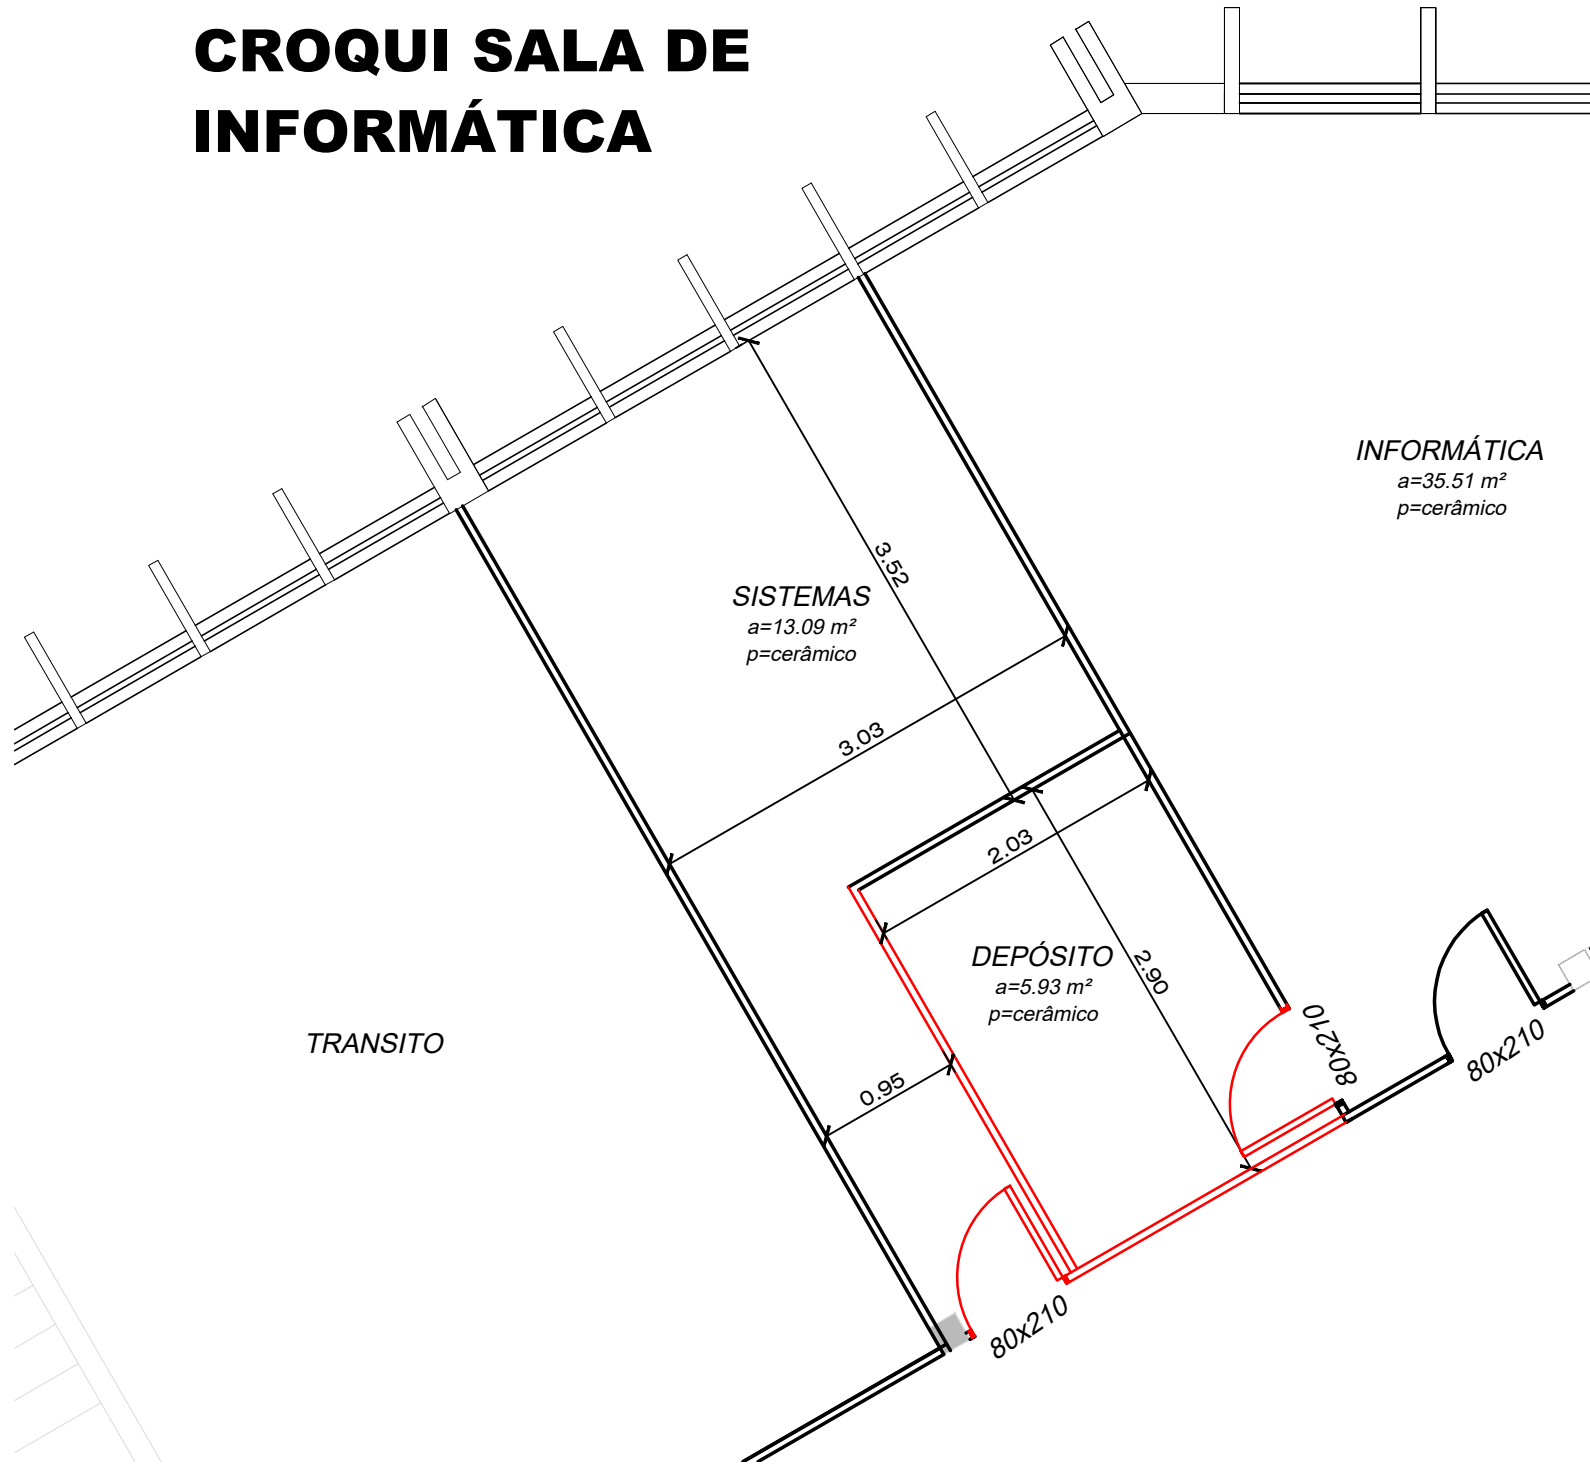 CROQUI SALA DE
INFORMÁTICA
INFORMÁTICA
a=35.51 m²
p=cerâmico
3.52
SISTEMAS
a=13.09 m²
p=cerâmico
3.03
2.03
DEPÓSITO
a=5.93 m²
p=cerâmico
2.90
TRANSITO
80x210
80x210
0.95
80x210